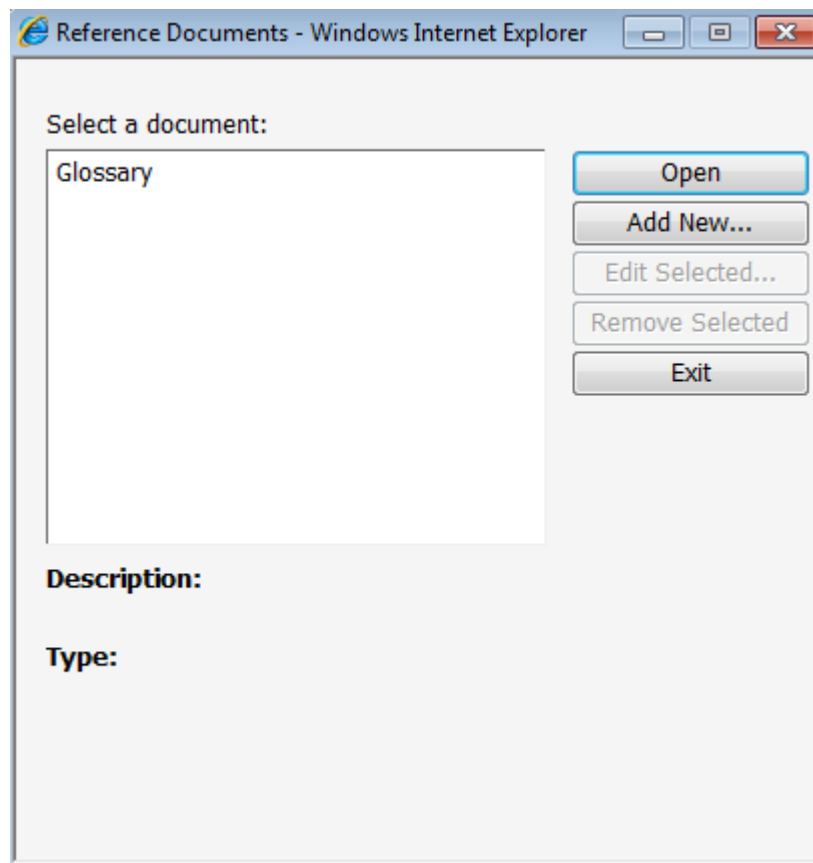 Reference Documents - Windows Internet Explorer
Select a document:
Glossary
Open
Add New...
Edit Selected...
Remove Selected
Exit
Description:
Type: